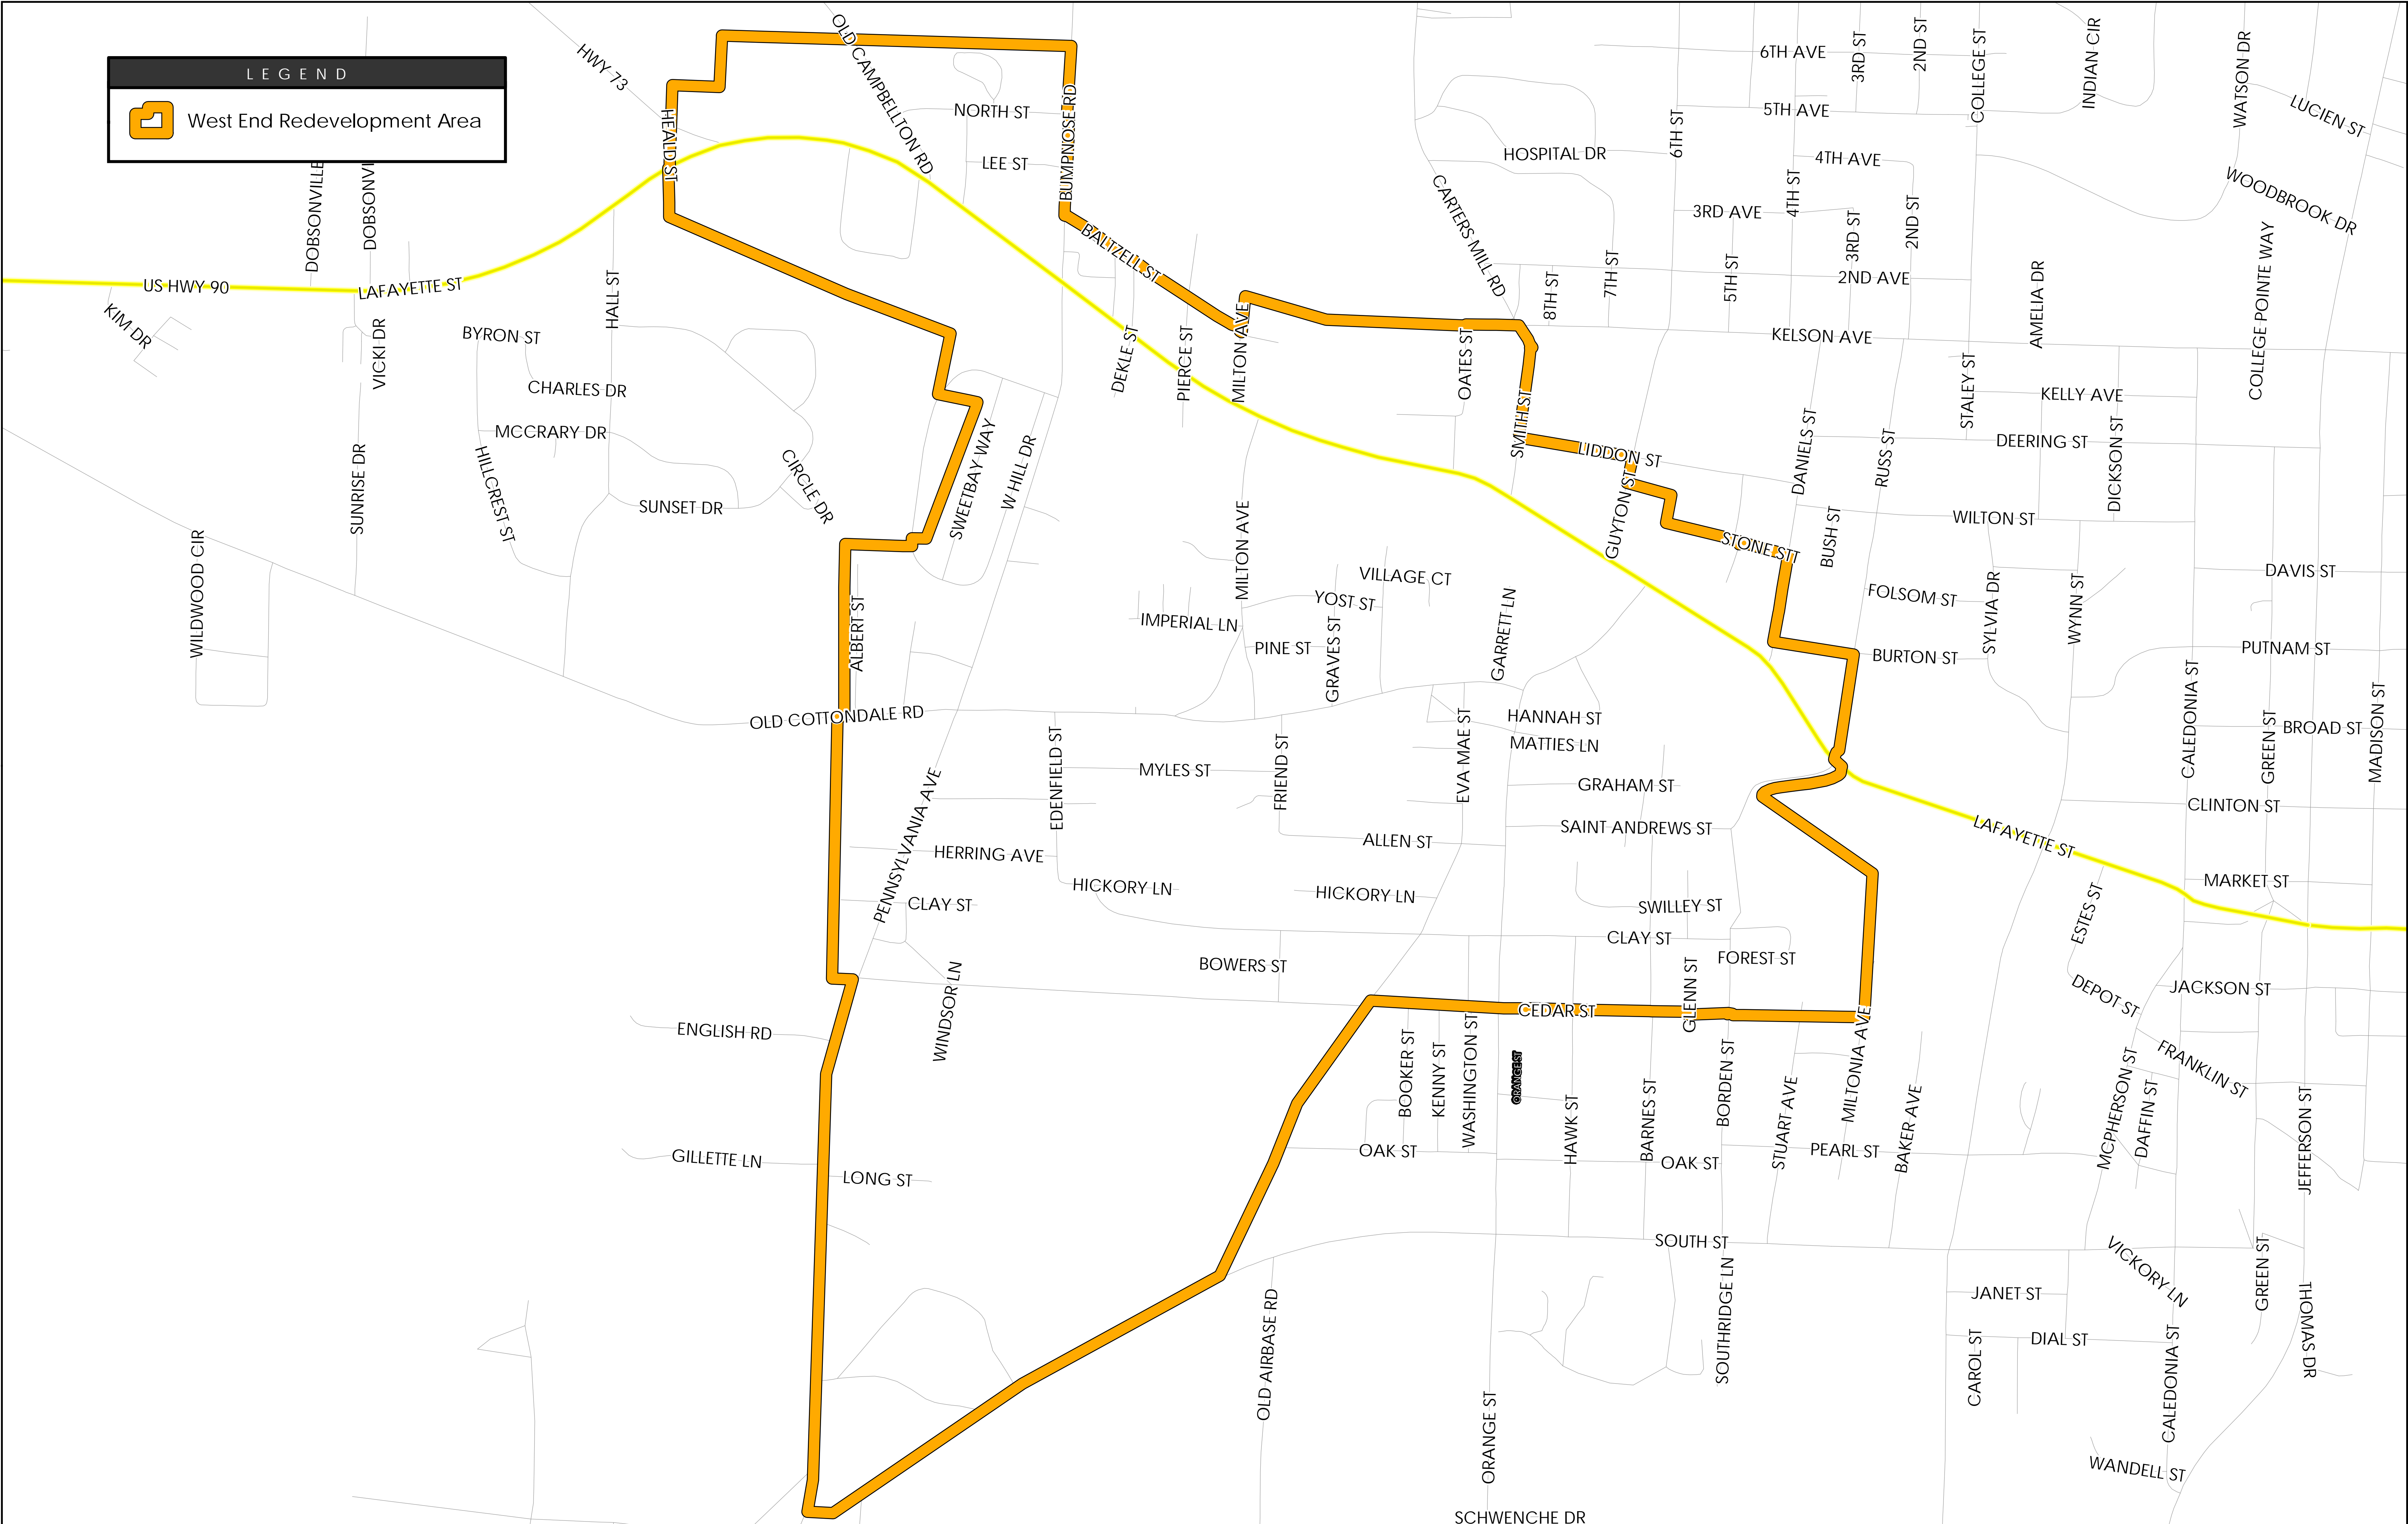 LEGEND
West End Redevelopment Area
HWY 73
OLD CAMPBELLTON RD
HEALD ST
NORTH ST
LEE ST
BUMPNOSE RD
BALTZELL ST
DOBSONVILLE
DOBSONVI
US HWY 90
LAFAYETTE ST
KIM DR
VICKI DR
HALL ST
BYRON ST
CHARLES DR
MCCRARY DR
HILLCREST ST
SUNRISE DR
SUNSET DR
CIRCLE DR
SWEETBAY WAY
W HILL DR
WILDWOOD CIR
ALBERT ST
OLD COTTONDALE RD
DEKLE ST
PIERCE ST
MILTON AVE
OATES ST
SMITH ST
LIDDON ST
GUYTON ST
STONE ST
T
CARTERS MILL RD
HOSPITAL DR
6TH AVE
5TH AVE
4TH AVE
3RD AVE
2ND AVE
KELSON AVE
6TH ST
3RD ST
2ND ST
COLLEGE ST
INDIAN CIR
WATSON DR
LUCIEN ST
WOODBROOK DR
4TH ST
3RD ST
2ND ST
8TH ST
7TH ST
5TH ST
AMELIA DR
COLLEGE POINTE WAY
STALEY ST
KELLY AVE
DEERING ST
DICKSON ST
DANIELS ST
RUSS ST
BUSH ST
WILTON ST
FOLSOM ST
SYLVIA DR
WYNN ST
DAVIS ST
BURTON ST
PUTNAM ST
CALEDONIA ST
GREEN ST
BROAD ST
MADISON ST
CLINTON ST
LAFAYETTE ST
MARKET ST
MILTON AVE
IMPERIAL LN
VILLAGE CT
YOST ST
PINE ST
GRAVES ST
GARRETT LN
HANNAH ST
MATTIES LN
EVA MAE ST
EDENFIELD ST
MYLES ST
FRIEND ST
GRAHAM ST
SAINT ANDREWS ST
ALLEN ST
PENNSYLVANIA AVE
HERRING AVE
HICKORY LN
HICKORY LN
CLAY ST
SWILLEY ST
CLAY ST
FOREST ST
BOWERS ST
WINDSOR LN
GLENN ST
CEDAR ST
ENGLISH RD
GILLETTE LN
LONG ST
BOOKER ST
KENNY ST
WASHINGTON ST
ORANGE ST
HAWK ST
BARNES ST
BORDEN ST
STUART AVE
MILTONIA AVE
BAKER AVE
OAK ST
OAK ST
PEARL ST
ESTES ST
DEPOT ST
JACKSON ST
FRANKLIN ST
MCPHERSON ST
DAFFIN ST
JEFFERSON ST
SOUTH ST
SOUTHRIDGE LN
OLD AIRBASE RD
ORANGE ST
SCHWENCHE DR
VICKORY LN
GREEN ST
THOMAS DR
JANET ST
DIAL ST
CAROL ST
CALEDONIA ST
WANDELL ST